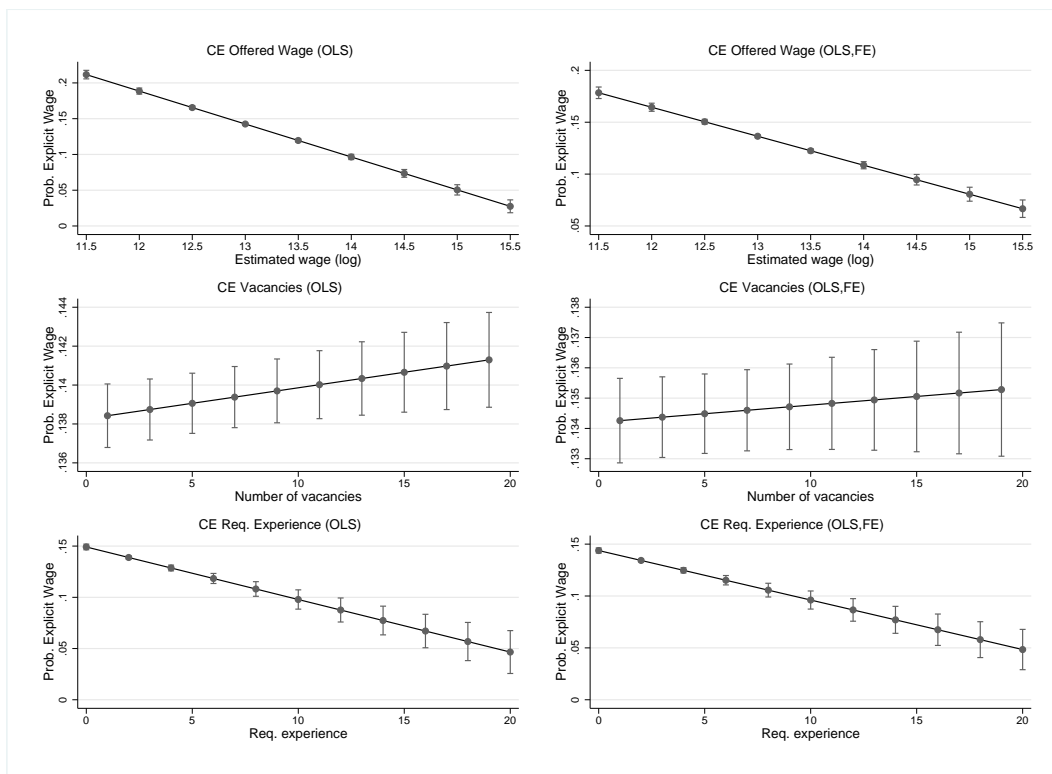 CE Offered Wage (OLS)
Prob. Explicit Wage
0 .05 .1 .15 .2
11.5 12 12.5 13 13.5 14 14.5 15 15.5
Estimated wage (log)
CE Offered Wage (OLS,FE)
Prob. Explicit Wage
.05 .1 .15 .2
11.5 12 12.5 13 13.5 14 14.5 15 15.5
Estimated wage (log)
CE Vacancies (OLS)
Prob. Explicit Wage
.136 .138 .14 .142 .144
0 5 10 15 20
Number of vacancies
CE Vacancies (OLS,FE)
Prob. Explicit Wage
.133 .134 .135 .136 .137 .138
0 5 10 15 20
Number of vacancies
CE Req. Experience (OLS)
Prob. Explicit Wage
0 .05 .1 .15
0 5 10 15 20
Req. experience
CE Req. Experience (OLS,FE)
Prob. Explicit Wage
0 .05 .1 .15
0 5 10 15 20
Req. experience